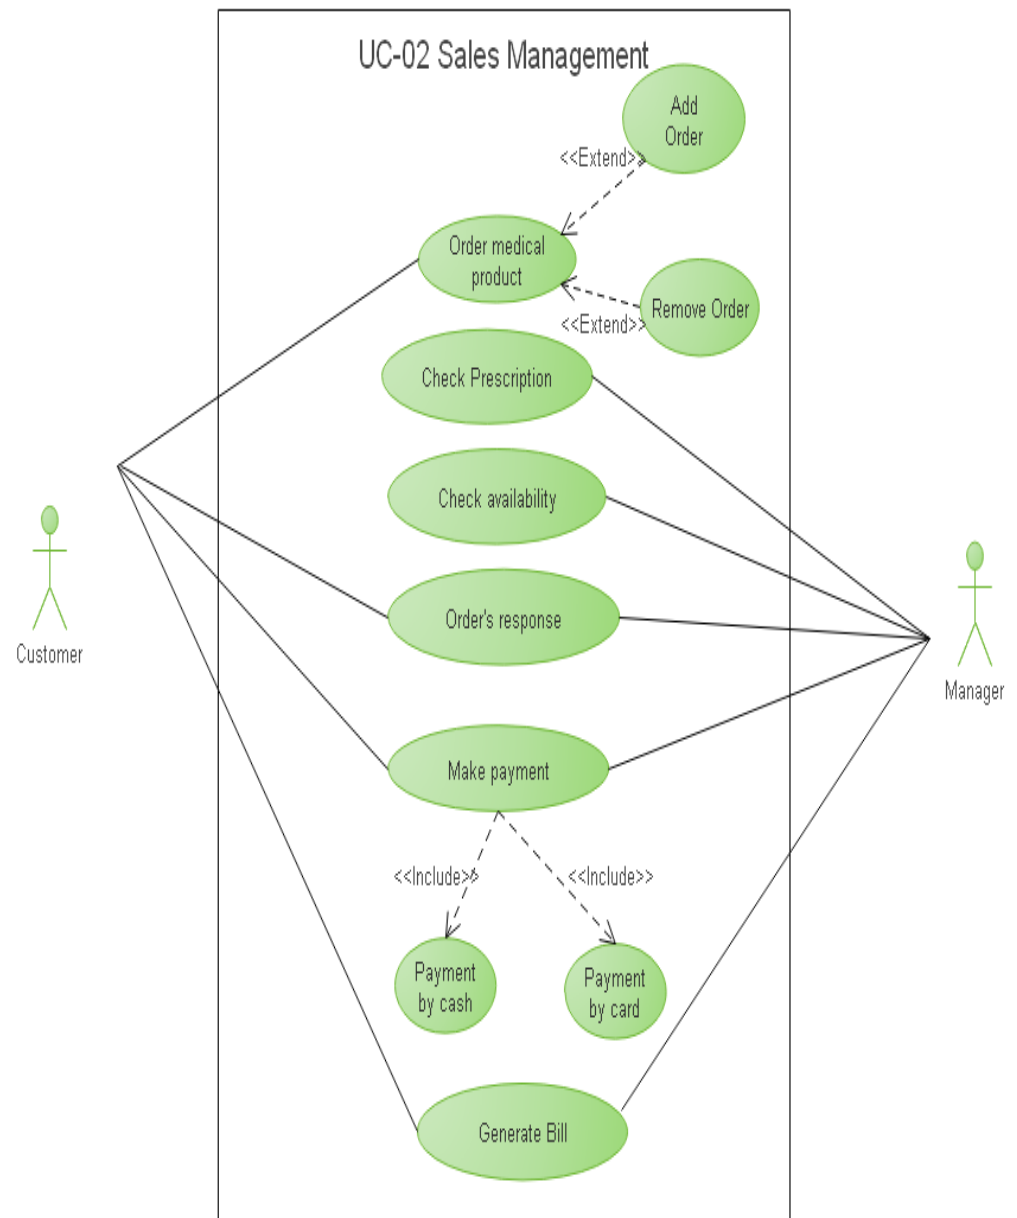 UC-02 Sales Management
Add
Order
<<Extend>>
Order medical
product
Remove Order
<<Extend>>
Check Prescription
Check availability
Order's response
Customer
Manager
Make payment
<<Include>>
<<Include>>
Payment
by cash
Payment
by card
Generate Bill